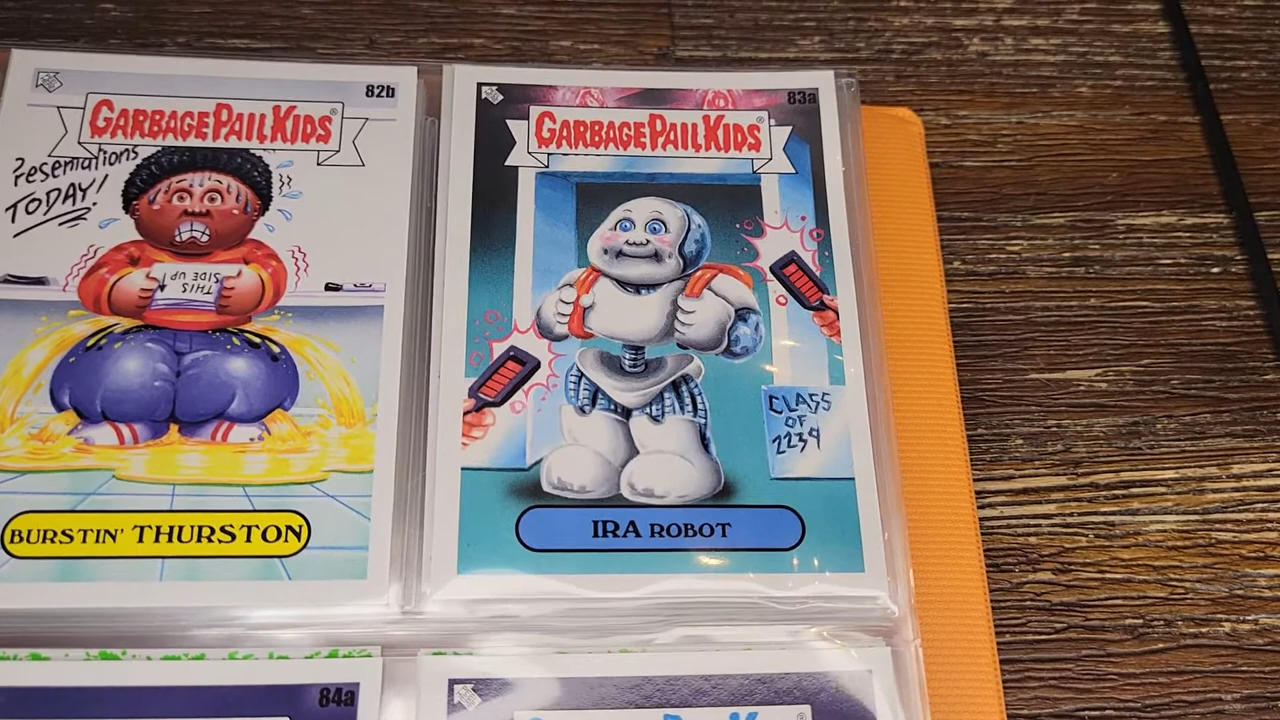 82b
GARBAGE PAIL KIDS®
Presentations
TODAY!
THIS
SIDE UP!
BURSTIN' THURSTON
83a
GARBAGE PAIL KIDS®
CLASS
OF
2234
IRA ROBOT
84a